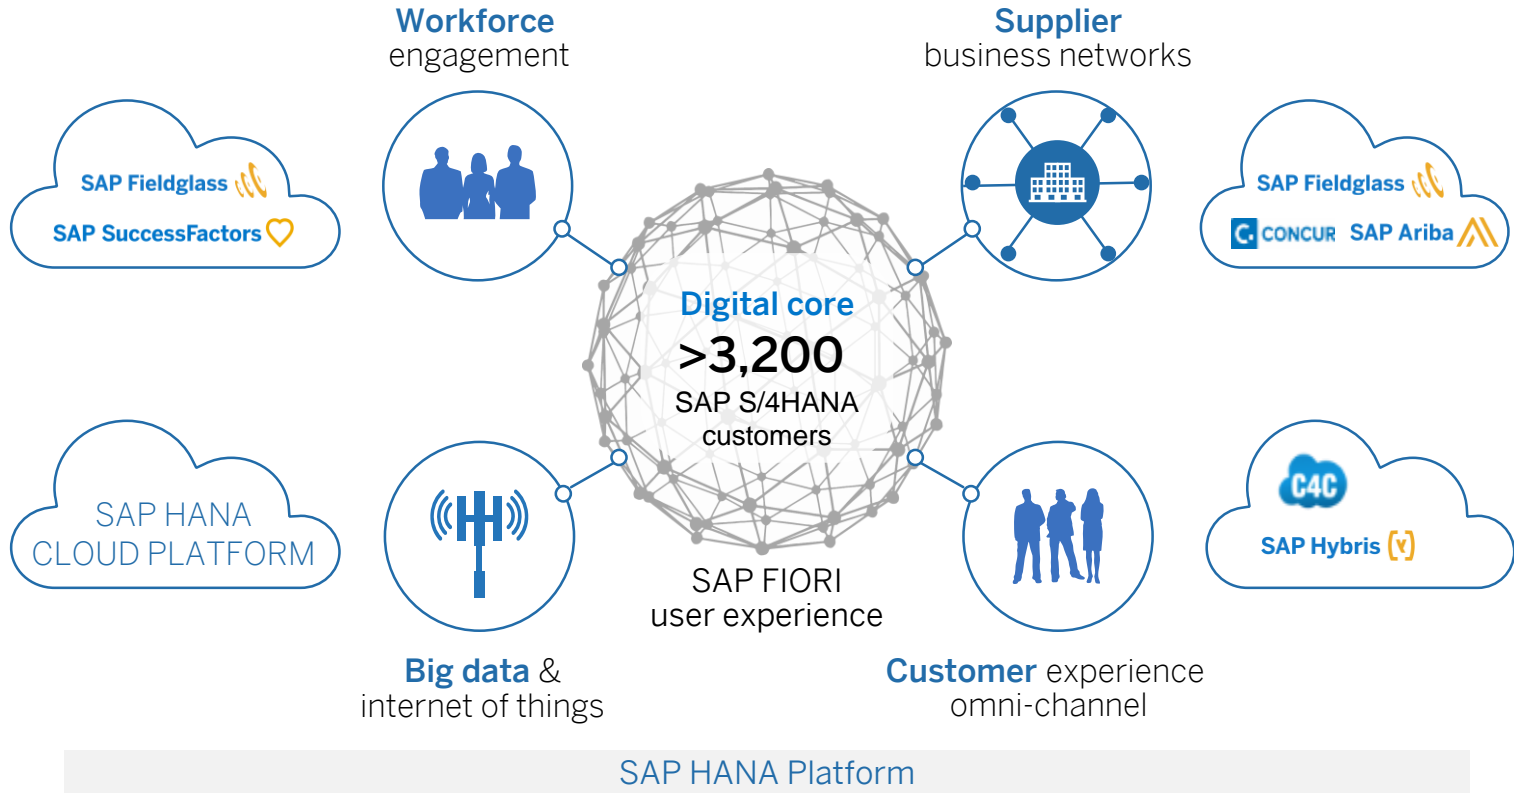 Workforce
engagement
Supplier
business networks
SAP Fieldglass
SAP SuccessFactors
SAP Fieldglass
C. CONCUR SAP Ariba
Digital core
>3,200
SAP S/4HANA
customers
SAP HANA
CLOUD PLATFORM
C4C
SAP Hybris [y]
SAP FIORI
user experience
Big data &
internet of things
Customer experience
omni-channel
SAP HANA Platform